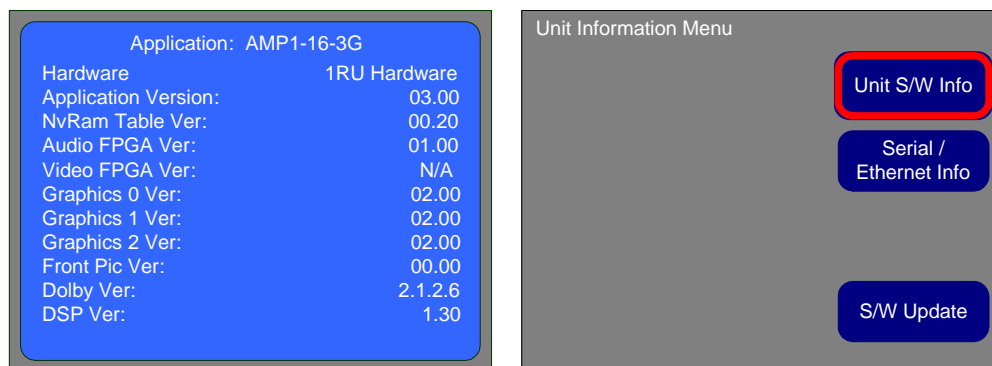 Application: AMP1-16-3G
Hardware 1RU Hardware
Application Version: 03.00
NvRam Table Ver: 00.20
Audio FPGA Ver: 01.00
Video FPGA Ver: N/A
Graphics 0 Ver: 02.00
Graphics 1 Ver: 02.00
Graphics 2 Ver: 02.00
Front Pic Ver: 00.00
Dolby Ver: 2.1.2.6
DSP Ver: 1.30
Unit Information Menu
Unit S/W Info
Serial /
Ethernet Info
S/W Update